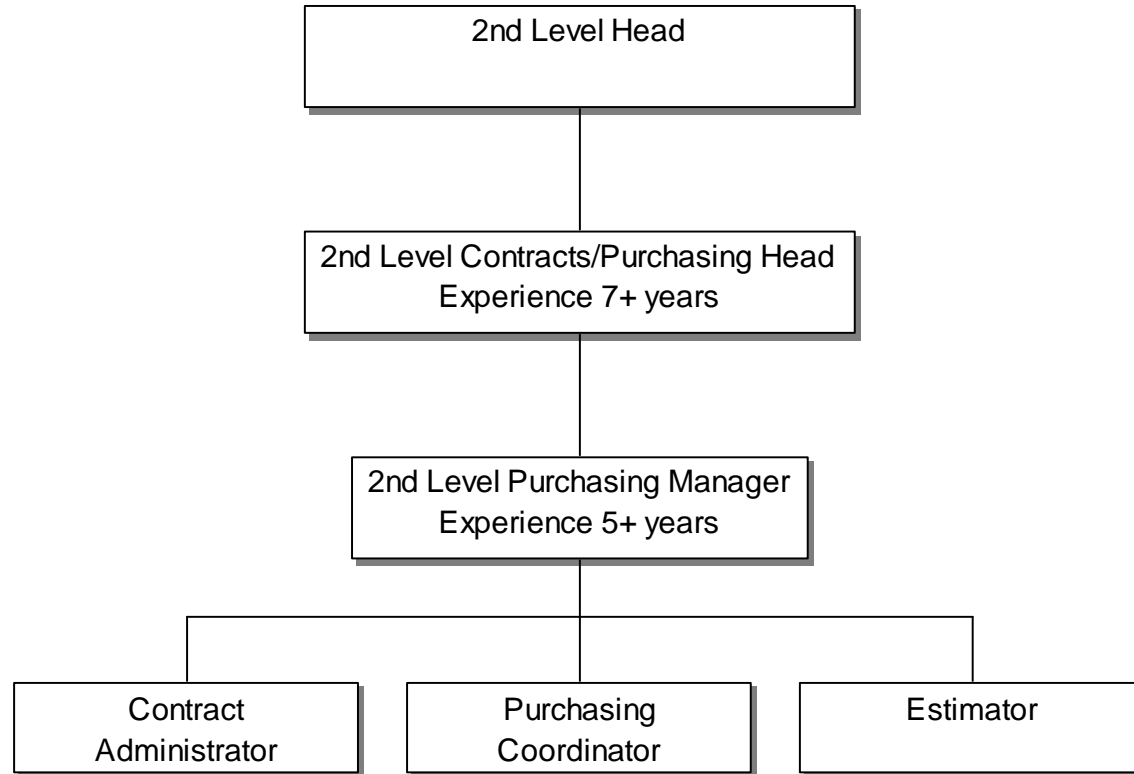 2nd Level Head
2nd Level Contracts/Purchasing Head
Experience 7+ years
2nd Level Purchasing Manager
Experience 5+ years
Contract
Administrator
Purchasing
Coordinator
Estimator